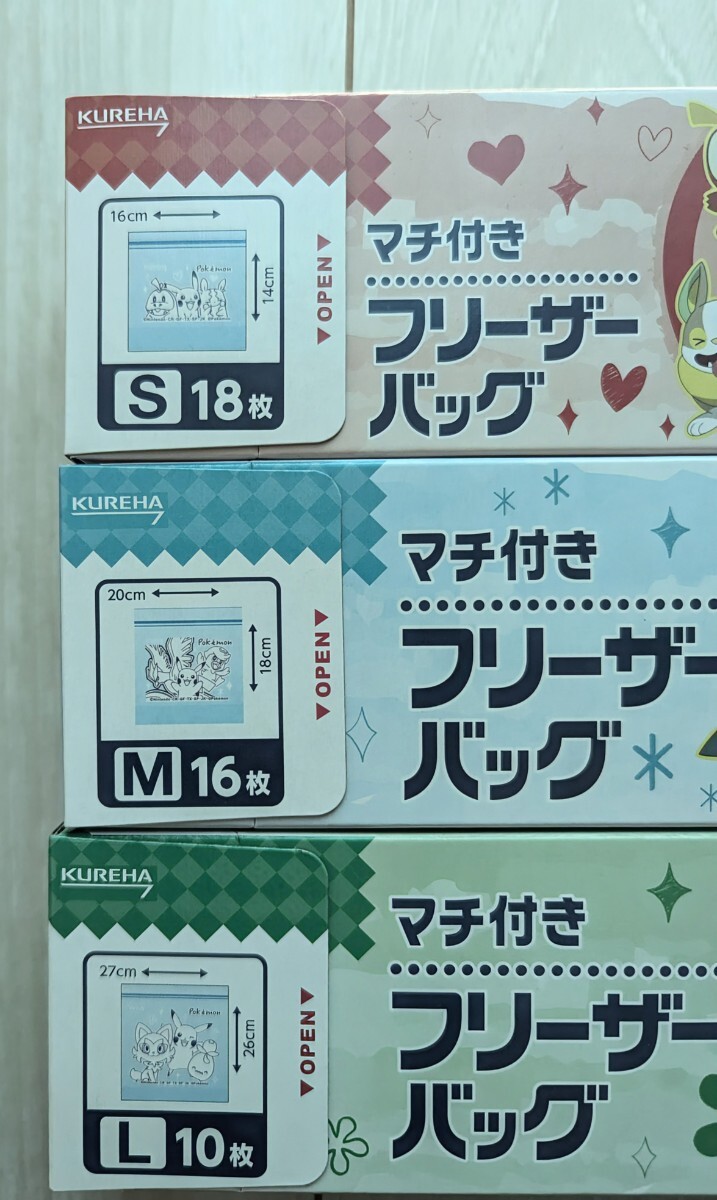 KUREHA
16cm
14cm
Pokémon
S 18枚
OPEN
マチ付き
フリーザー
バッグ
KUREHA
20cm
18cm
Pokémon
M 16枚
OPEN
マチ付き
フリーザー
バッグ
KUREHA
27cm
26cm
Pokémon
L 10枚
OPEN
マチ付き
フリーザー
バッグ